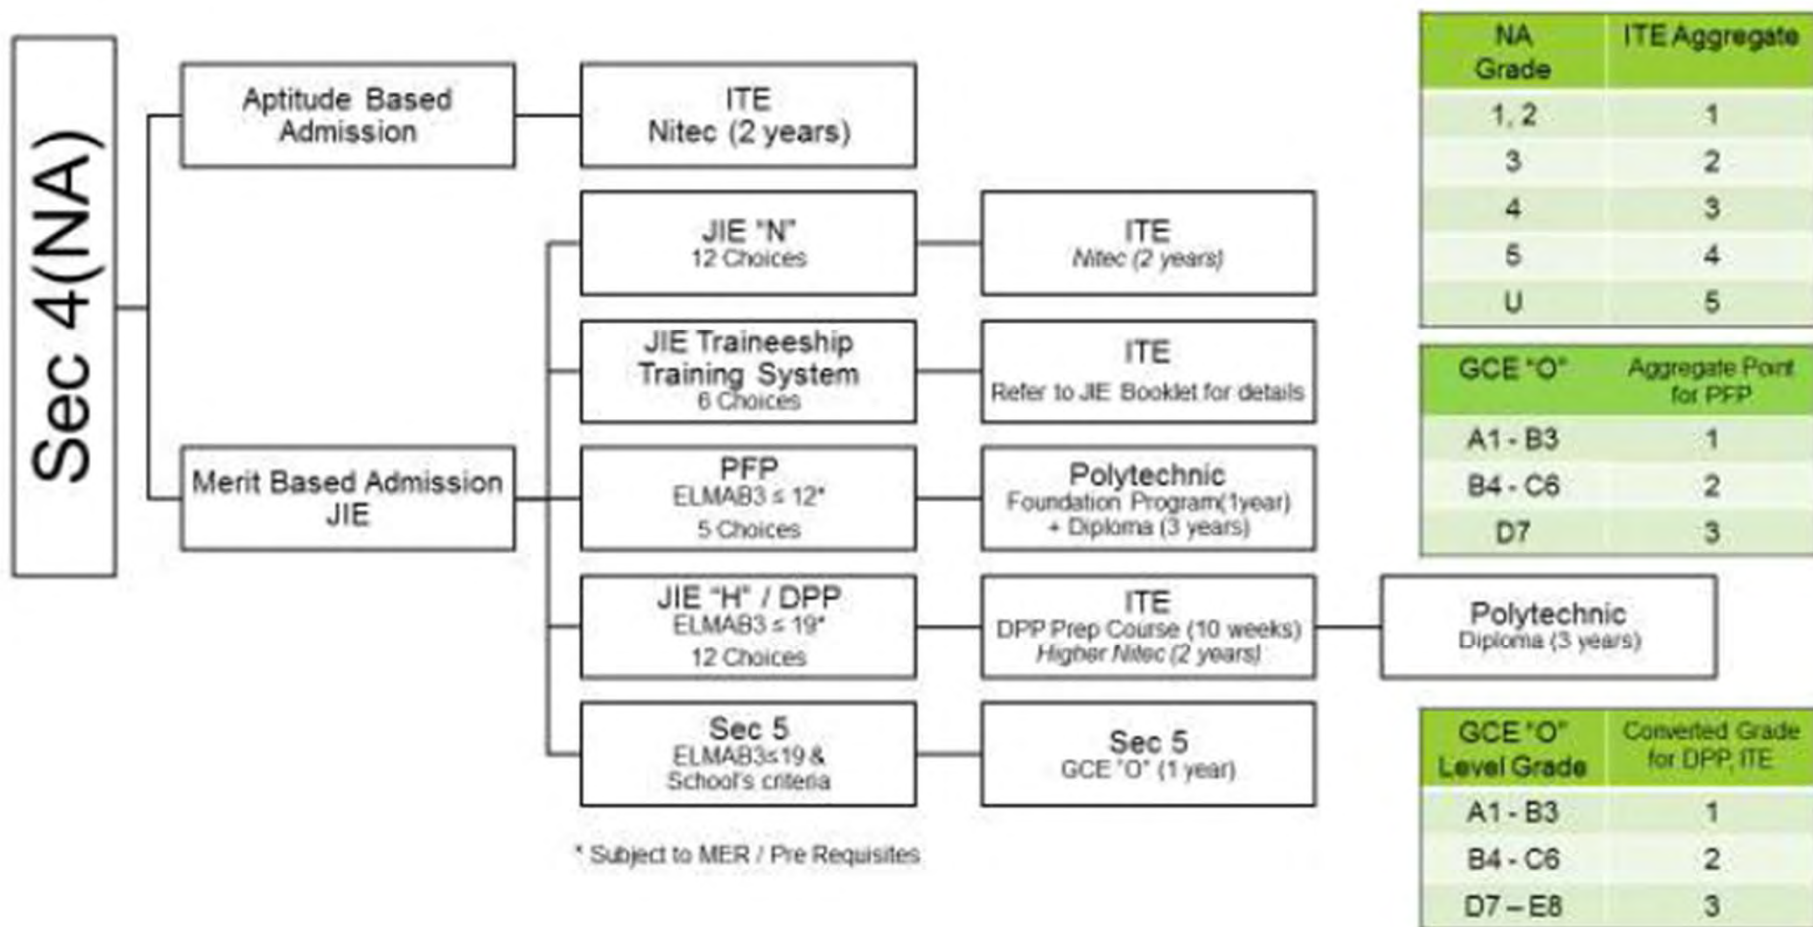 Sec 4(NA)
Aptitude Based
Admission
ITE
Nitec (2 years)
JIE "N"
12 Choices
ITE
Nitec (2 years)
JIE Traineeship
Training System
6 Choices
ITE
Refer to JIE Booklet for details
Merit Based Admission
JIE
PFP
ELMAB3 ≤ 12*
5 Choices
Polytechnic
Foundation Program(1year)
+ Diploma (3 years)
JIE "H" / DPP
ELMAB3 ≤ 19*
12 Choices
ITE
DPP Prep Course (10 weeks)
Higher Nitec (2 years)
Polytechnic
Diploma (3 years)
Sec 5
ELMAB3≤19 &
School's criteria
Sec 5
GCE "O" (1 year)
* Subject to MER / Pre Requisites
NA Grade ITE Aggregate
1, 2 1
3 2
4 3
5 4
U 5
GCE "O" Aggregate Point for PFP
A1 - B3 1
B4 - C6 2
D7 3
GCE "O" Level Grade Converted Grade for DPP, ITE
A1 - B3 1
B4 - C6 2
D7 – E8 3